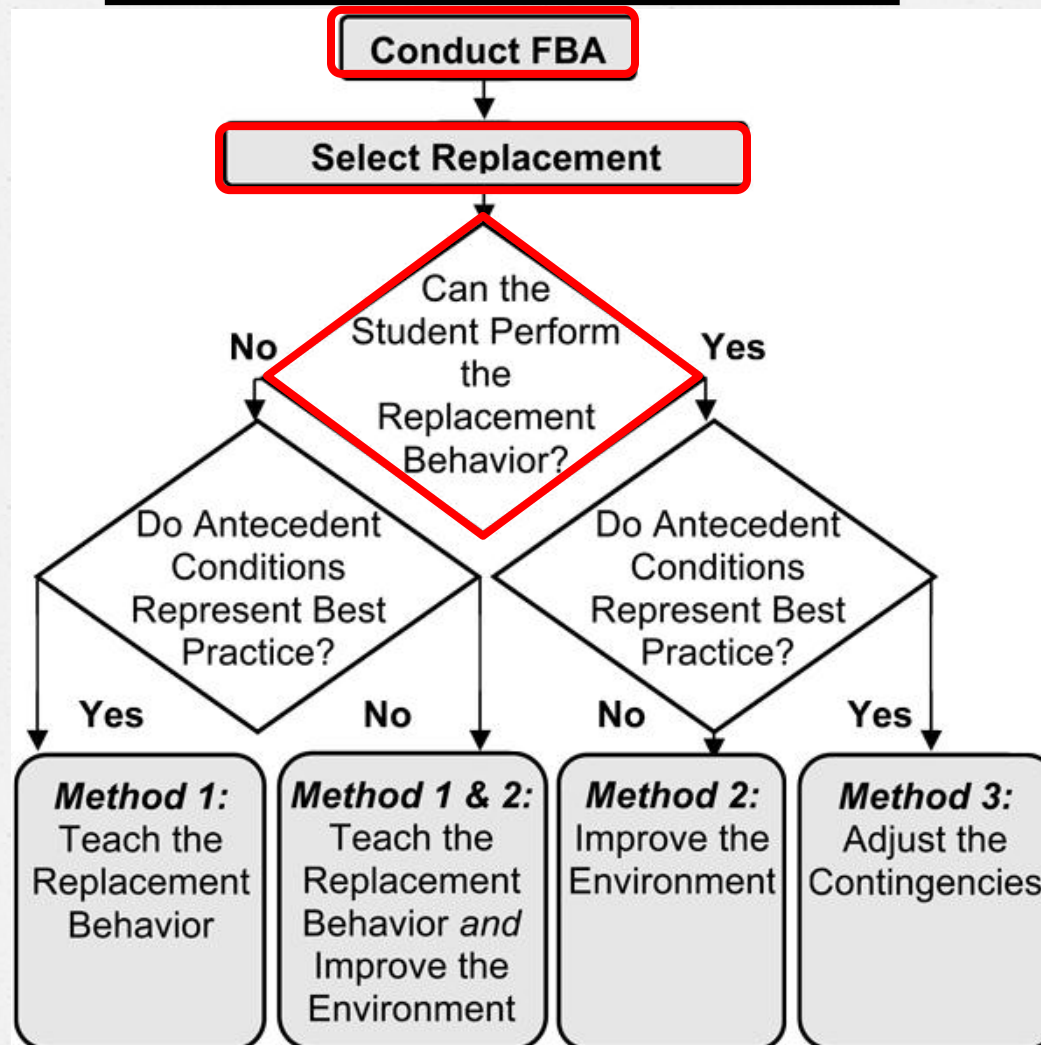 Conduct FBA
Select Replacement
Can the
Student Perform
the
Replacement
Behavior?
No
Yes
Do Antecedent
Conditions
Represent Best
Practice?
Do Antecedent
Conditions
Represent Best
Practice?
Yes
No
No
Yes
Method 1:
Teach the
Replacement
Behavior
Method 1 & 2:
Teach the
Replacement
Behavior and
Improve the
Environment
Method 2:
Improve the
Environment
Method 3:
Adjust the
Contingencies